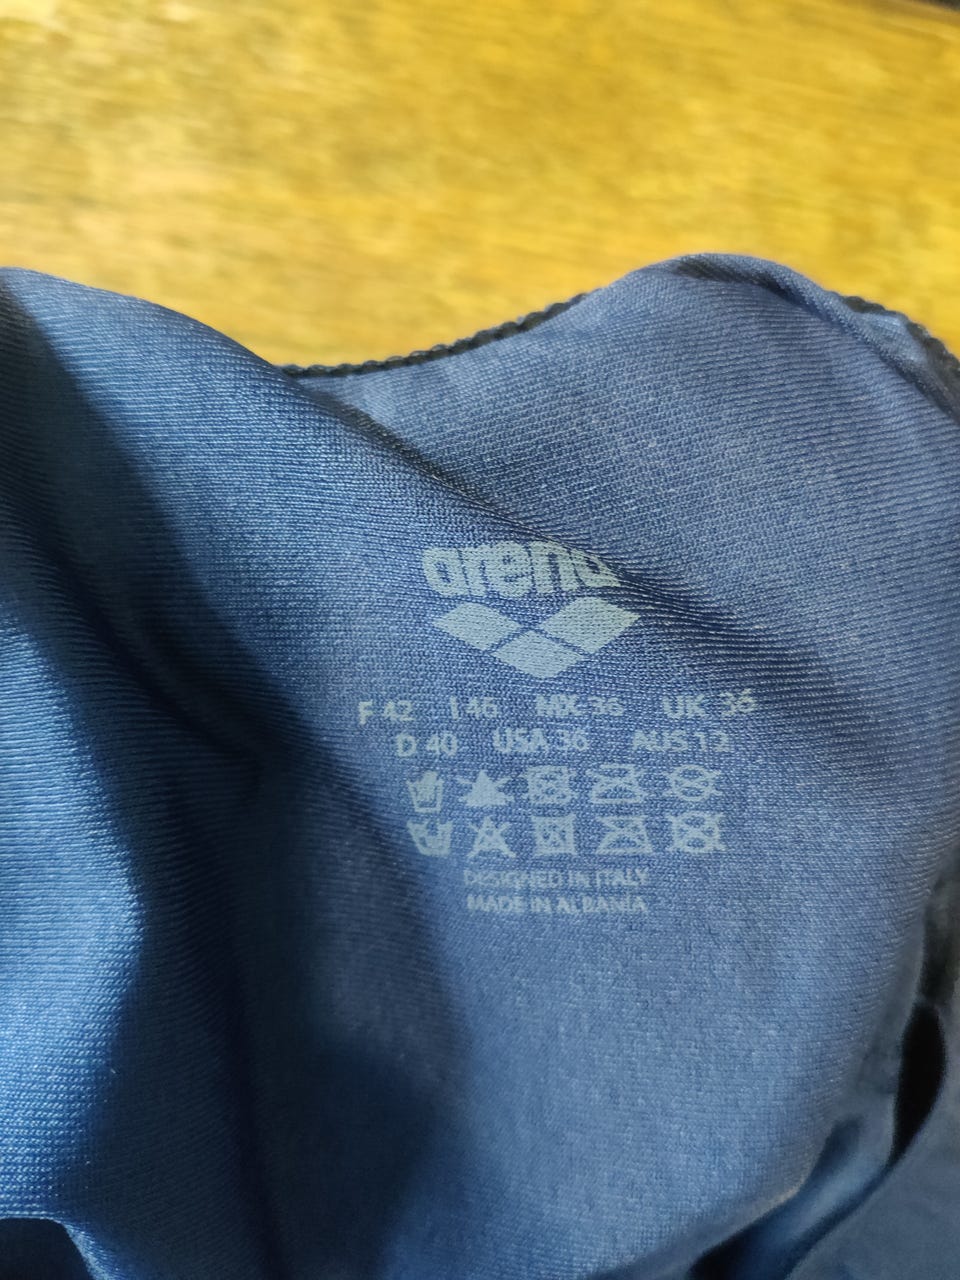 arena
F 42 I 46 MX 36 UK 36
D 40 USA 36 AUS 12
DESIGNED IN ITALY
MADE IN ALBANIA